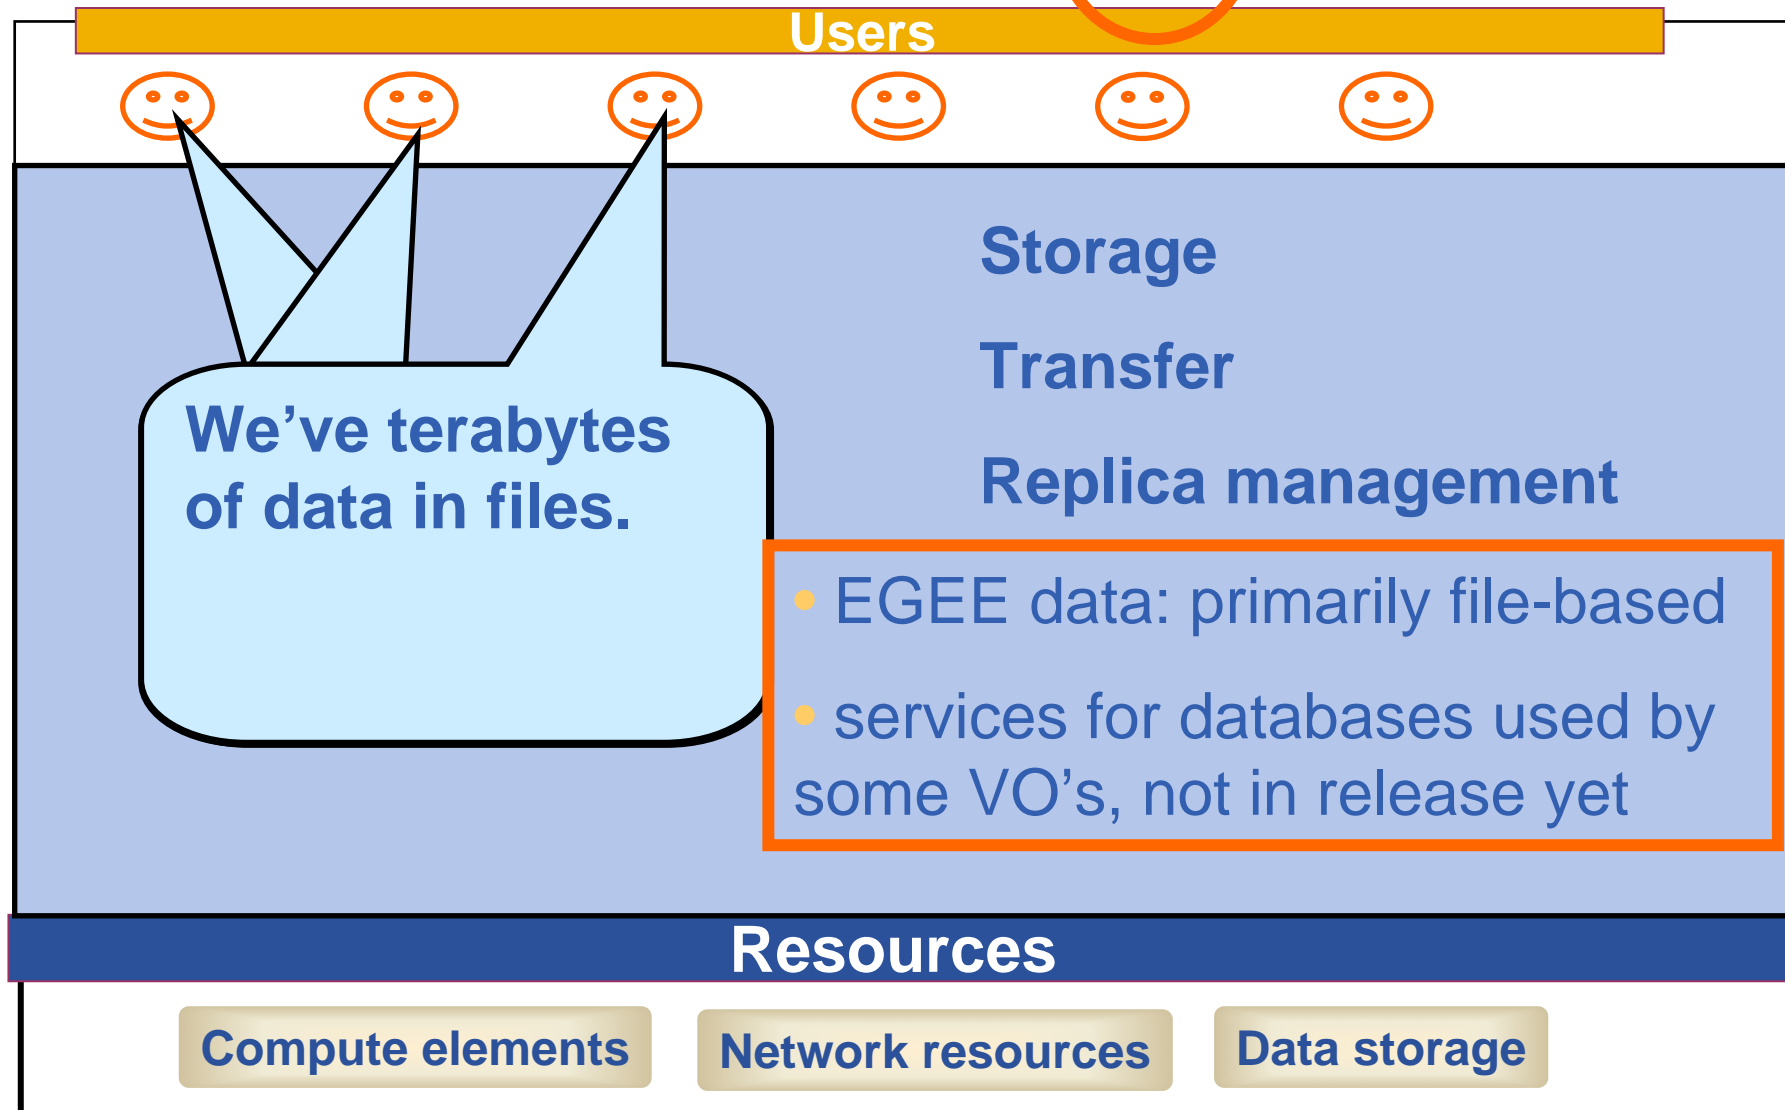 Users
Storage
Transfer
Replica management
We’ve terabytes
of data in files.
• EGEE data: primarily file-based
• services for databases used by
some VO’s, not in release yet
Resources
Compute elements
Network resources
Data storage